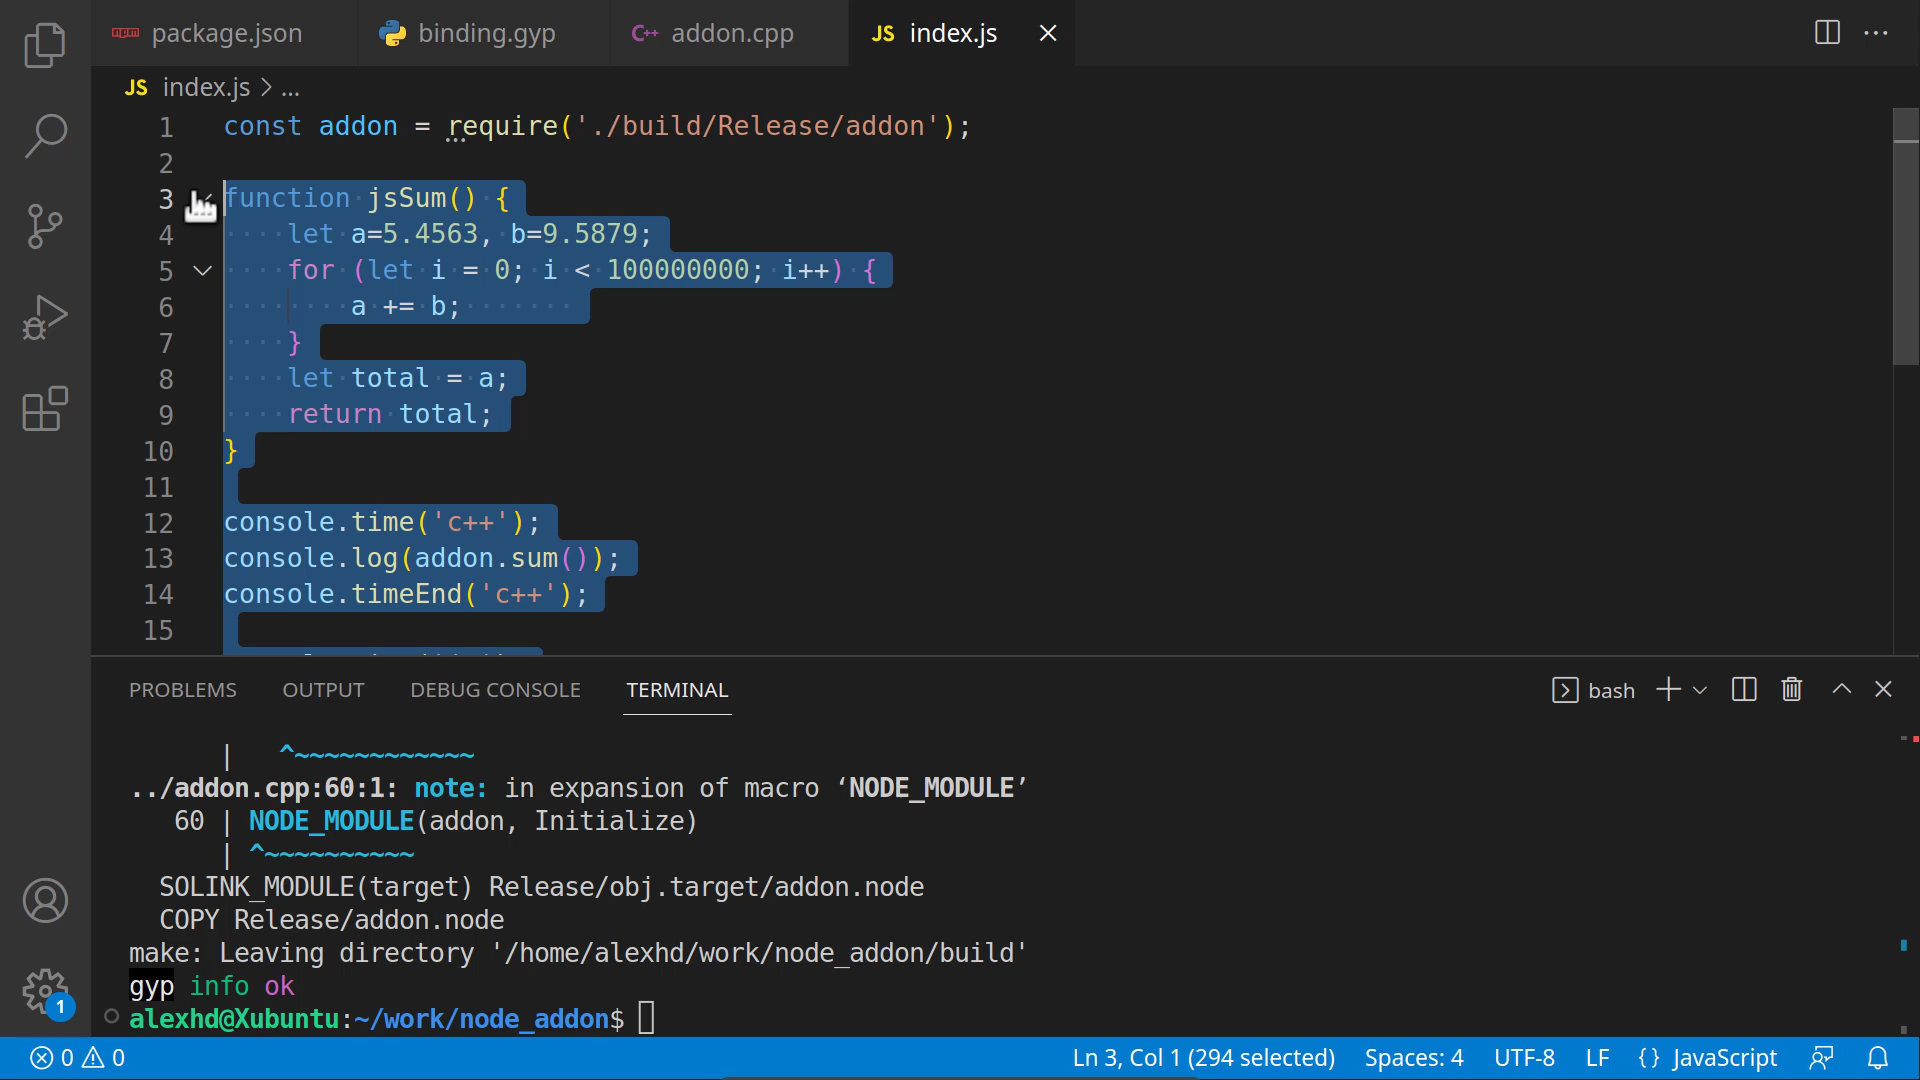 package.json
binding.gyp
C++ addon.cpp
JS index.js
JS index.js > ...
1 const addon = require('./build/Release/addon');
2
3 function jsSum() {
4 let a=5.4563, b=9.5879;
5 for (let i = 0; i < 100000000; i++) {
6 a += b;
7 }
8 let total = a;
9 return total;
10 }
11
12 console.time('c++');
13 console.log(addon.sum());
14 console.timeEnd('c++');
15
PROBLEMS OUTPUT DEBUG CONSOLE TERMINAL
bash
| ^~~~~~~~~~~~~
../addon.cpp:60:1: note: in expansion of macro ‘NODE_MODULE’
60 | NODE_MODULE(addon, Initialize)
| ^~~~~~~~~~~
SOLINK_MODULE(target) Release/obj.target/addon.node
COPY Release/addon.node
make: Leaving directory '/home/alexhd/work/node_addon/build'
gyp info ok
alexhd@Xubuntu:~/work/node_addon$
1
0 0
Ln 3, Col 1 (294 selected) Spaces: 4 UTF-8 LF {} JavaScript